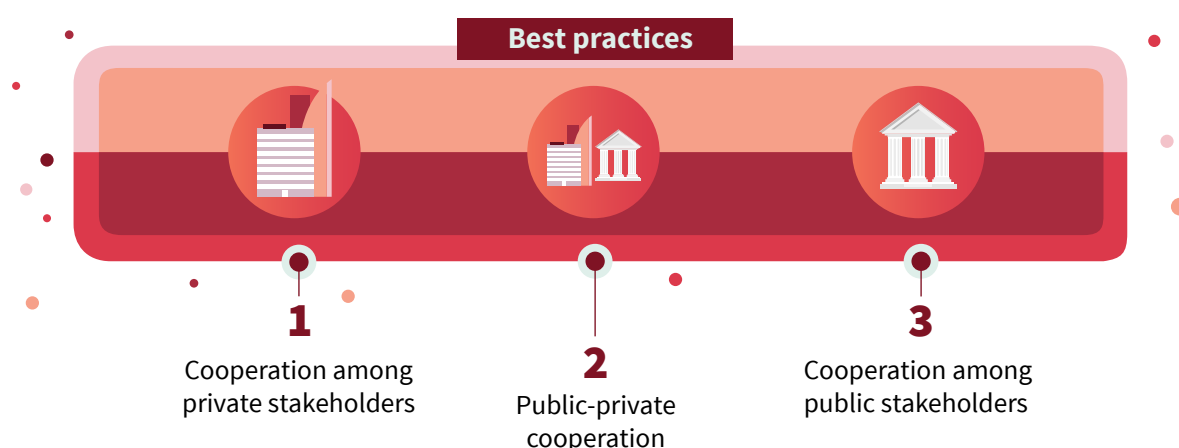 Best practices
1
Cooperation among
private stakeholders
2
Public-private
cooperation
3
Cooperation among
public stakeholders